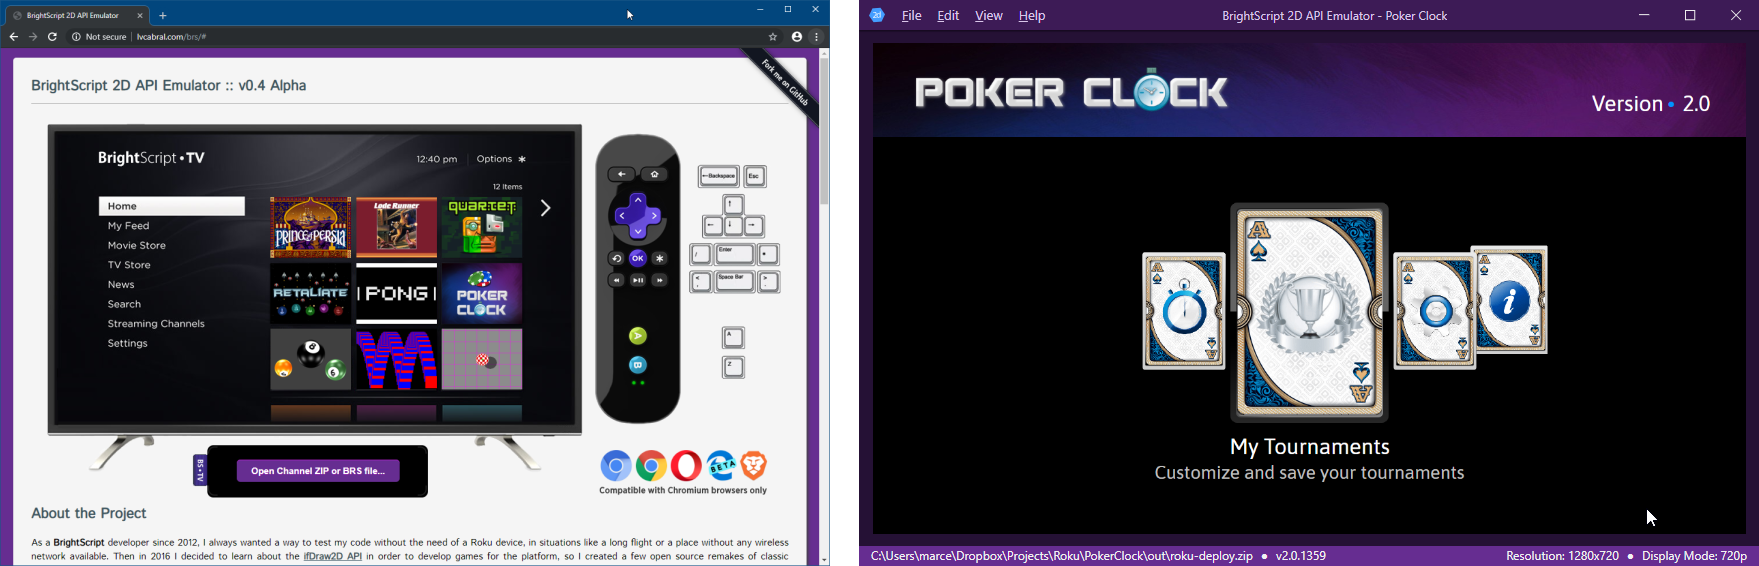 BrightScript 2D API Emulator
Not secure | lvcabral.com/brs/#
Fork me on GitHub
BrightScript 2D API Emulator :: v0.4 Alpha
BrightScript • TV
12:40 pm
Options ∗
12 Items
Home
My Feed
Movie Store
TV Store
News
Search
Streaming Channels
Settings
PRINCE of PERSIA
Lode Runner
QUARTET
RETALIATE
PONG
POKER CLOCK
8
6
OK
A
B
←Backspace
Esc
↑
← ↓ →
/
Enter
*
<
,
Space Bar
>
.
A
Z
BS•TV
Open Channel ZIP or BRS file...
BETA
Compatible with Chromium browsers only
About the Project
As a BrightScript developer since 2012, I always wanted a way to test my code without the need of a Roku device, in situations like a long flight or a place without any wireless
network available. Then in 2016 I decided to learn about the ifDraw2D API in order to develop games for the platform, so I created a few open source remakes of classic
2d
File Edit View Help
BrightScript 2D API Emulator - Poker Clock
POKER CLOCK
Version • 2.0
A
A
A
A
A
A
i
A
A
My Tournaments
Customize and save your tournaments
C:\Users\marce\Dropbox\Projects\Roku\PokerClock\out\roku-deploy.zip • v2.0.1359
Resolution: 1280x720 • Display Mode: 720p